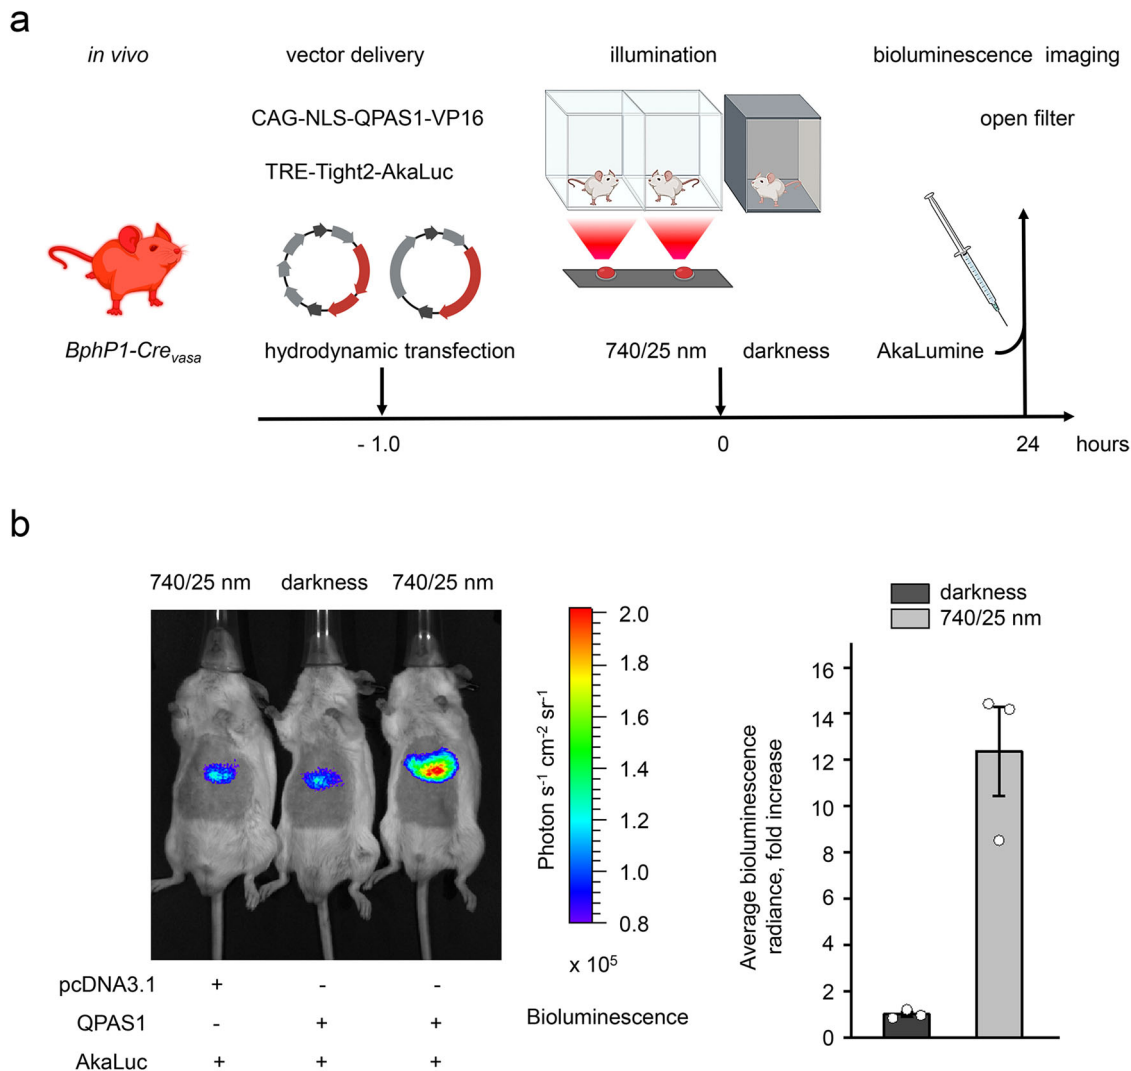 a
in vivo vector delivery illumination bioluminescence imaging
CAG-NLS-QPAS1-VP16 open filter
TRE-Tight2-AkaLuc
BphP1-Cre_vasa hydrodynamic transfection 740/25 nm darkness AkaLumine
- 1.0 0 24 hours
b
740/25 nm darkness 740/25 nm
2.0
1.8
1.6
1.4
1.2
1.0
0.8
Photon s⁻¹ cm⁻² sr⁻¹
x 10⁵
Bioluminescence
pcDNA3.1 + - -
QPAS1 - + +
AkaLuc + + +
darkness
740/25 nm
Average bioluminescence
radiance, fold increase
16
14
12
10
8
6
4
2
0